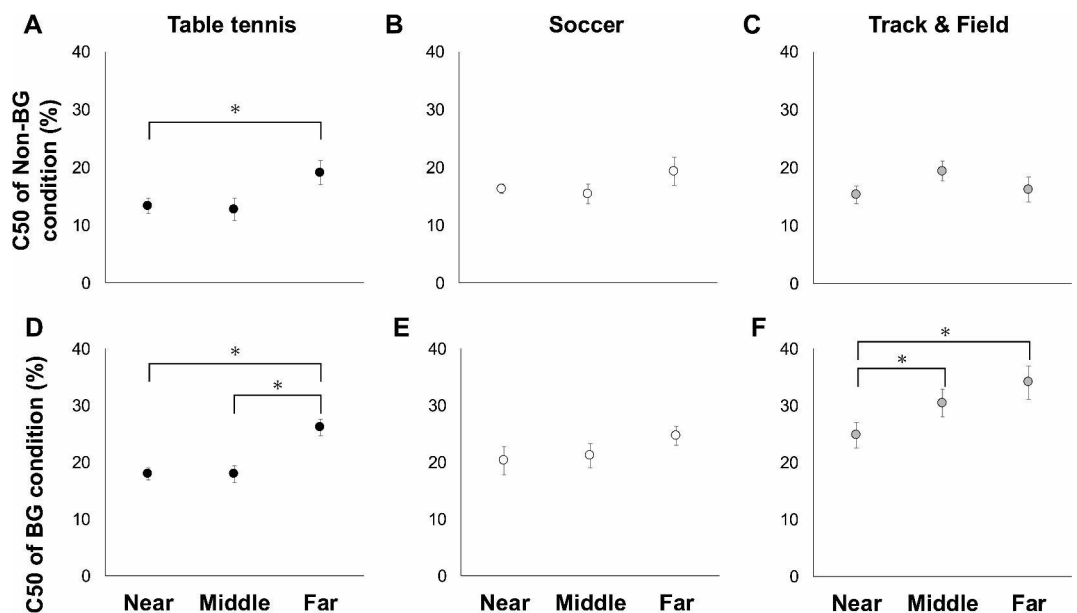 A Table tennis B Soccer C Track & Field
C50 of Non-BG
condition (%)
40 40 40
30 30 30
* 
20 20 20
10 10 10
0 0 0
D E F
C50 of BG condition (%)
40 40 40
* *
* *
30 30 30
20 20 20
10 10 10
0 0 0
Near Middle Far Near Middle Far Near Middle Far